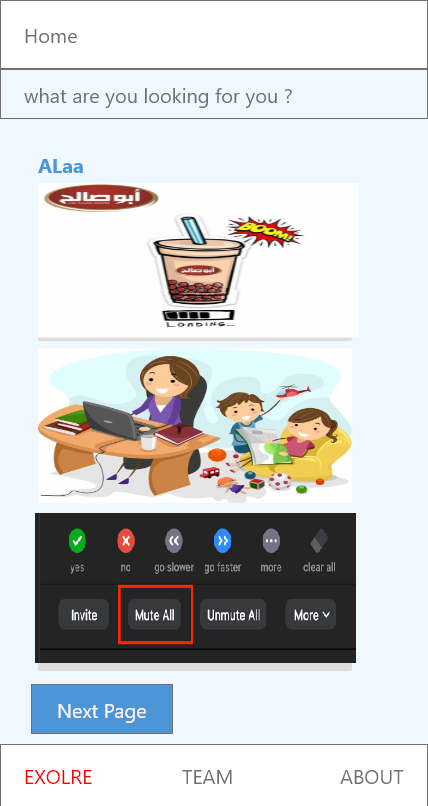 Home
what are you looking for you ?
ALaa
أبو صالح
BOOM!
أبو صالح
LOADING...
yes no go slower go faster more clear all
Invite Mute All Unmute All More
Next Page
EXOLRE TEAM ABOUT